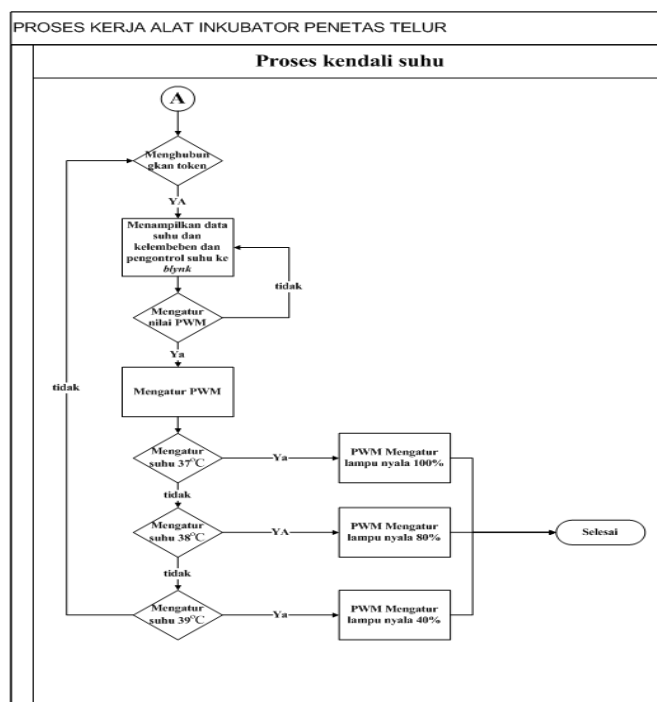 PROSES KERJA ALAT INKUBATOR PENETAS TELUR
Proses kendali suhu
A
Menghubun
gkan token
YA
Menampilkan data
suhu dan
kelembeben dan
pengontrol suhu ke
blynk
tidak
Mengatur
nilai PWM
Ya
Mengatur PWM
tidak
Mengatur
suhu 37°C
Ya
PWM Mengatur
lampu nyala 100%
tidak
Mengatur
suhu 38°C
YA
PWM Mengatur
lampu nyala 80%
Selesai
tidak
Mengatur
suhu 39°C
Ya
PWM Mengatur
lampu nyala 40%